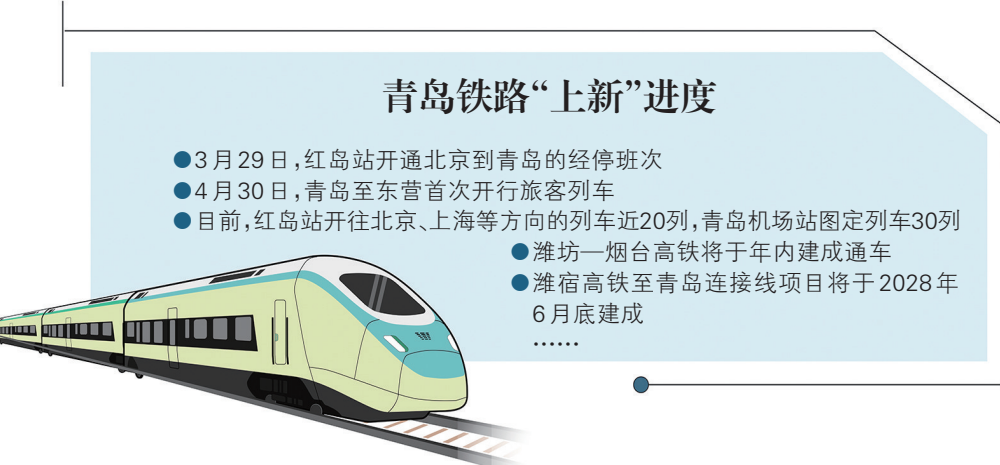 青岛铁路“上新”进度
●3月29日,红岛站开通北京到青岛的经停班次
●4月30日,青岛至东营首次开行旅客列车
●目前,红岛站开往北京、上海等方向的列车近20列,青岛机场站图定列车30列
●潍坊—烟台高铁将于年内建成通车
●潍宿高铁至青岛连接线项目将于2028年
6月底建成
……